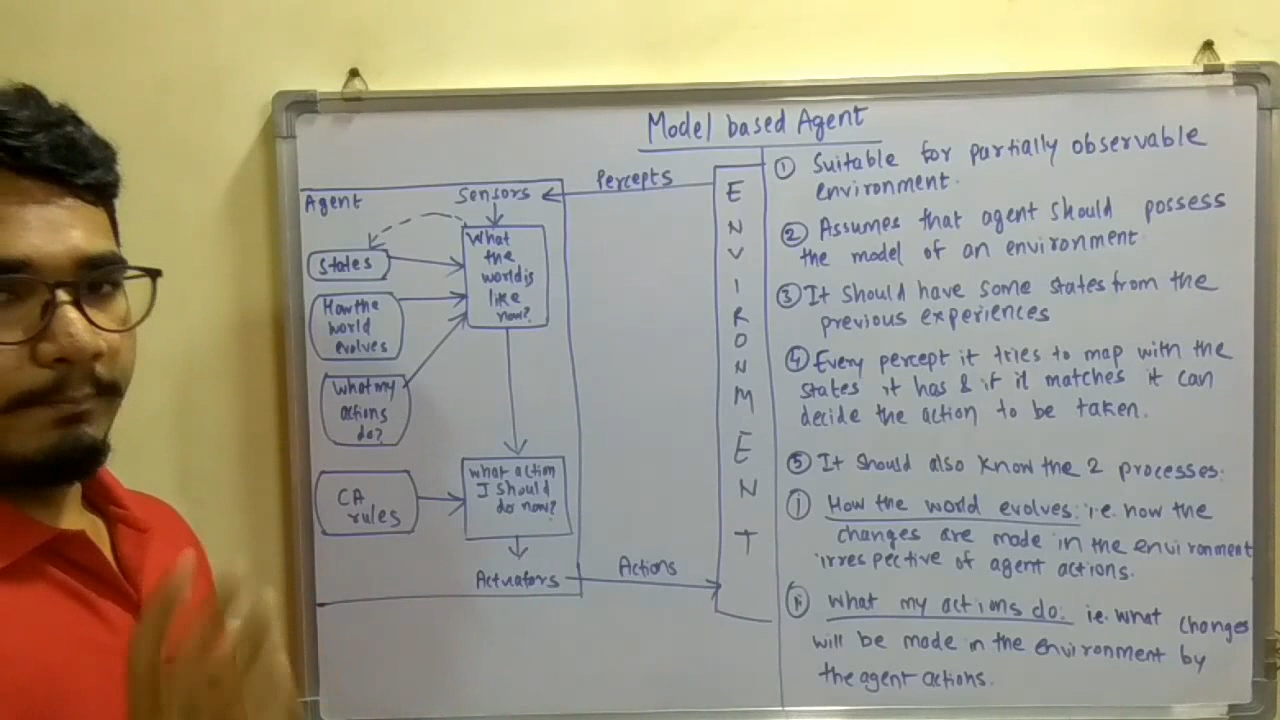 Model based Agent
Agent
Sensors
Percepts
States
What
the
world is
like
now?
How the
world
evolves
What my
actions
do?
CA
rules
what action
I should
do now?
Actuators
Actions
ENVIRONMENT
① Suitable for partially observable
environment.
② Assumes that agent should possess
the model of an environment
③ It should have some states from the
previous experiences
④ Every percept it tries to map with the
states it has & if it matches it can
decide the action to be taken.
⑤ It should also know the 2 processes:
i) How the world evolves: i.e. how the
changes are made in the environment
irrespective of agent actions.
ii) What my actions do: i.e. what changes
will be made in the environment by
the agent actions.